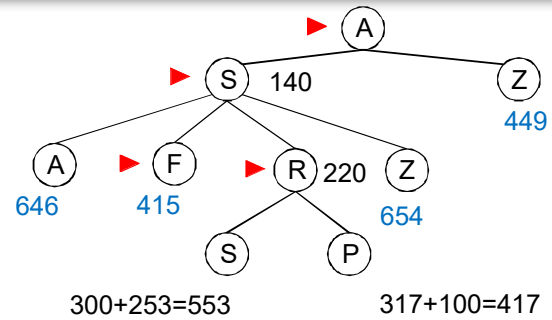 A
S 140 Z
449
A F R 220 Z
646 415 654
S P
300+253=553 317+100=417